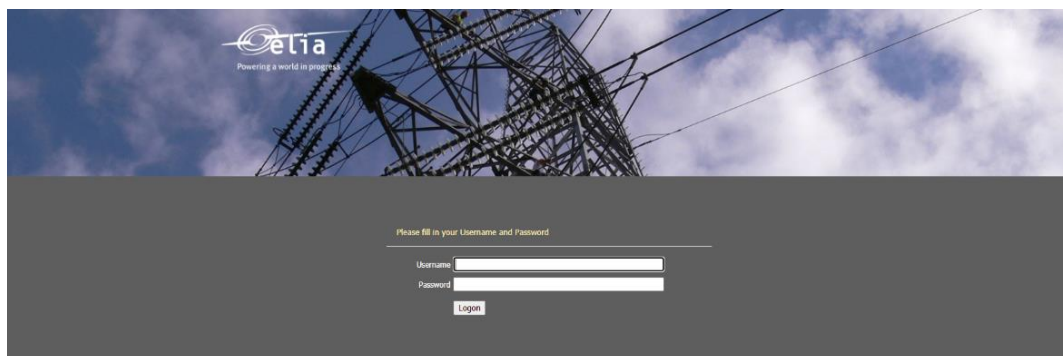 elia
Powering a world in progress
Please fill in your Username and Password
Username
Password
Logon